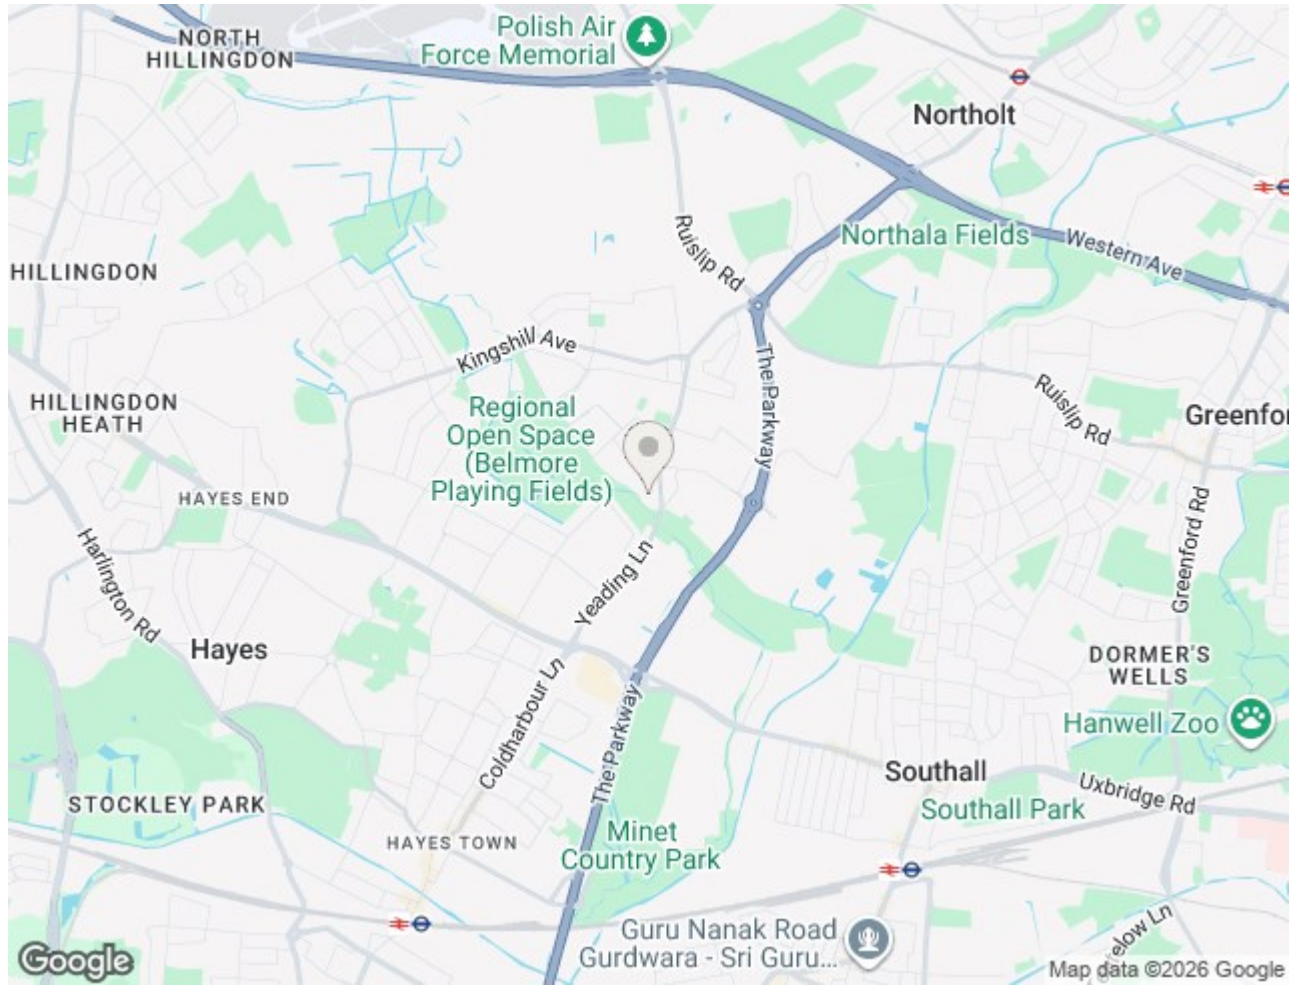 Polish Air
Force Memorial
NORTH
HILLINGDON
Northolt
Ruislip Rd
Northala Fields
Western Ave
HILLINGDON
Kingshill Ave
The Parkway
Ruislip Rd
HILLINGDON
HEATH
Regional
Open Space
(Belmore
Playing Fields)
HAYES END
Harlington Rd
Greenford Rd
Yeading Ln
Hayes
Coldharbour Ln
DORMER'S
WELLS
Hanwell Zoo
The Parkway
Southall
Uxbridge Rd
Southall Park
STOCKLEY PARK
HAYES TOWN
Minet
Country Park
Guru Nanak Road
Gurdwara - Sri Guru...
Google
Map data ©2026 Google